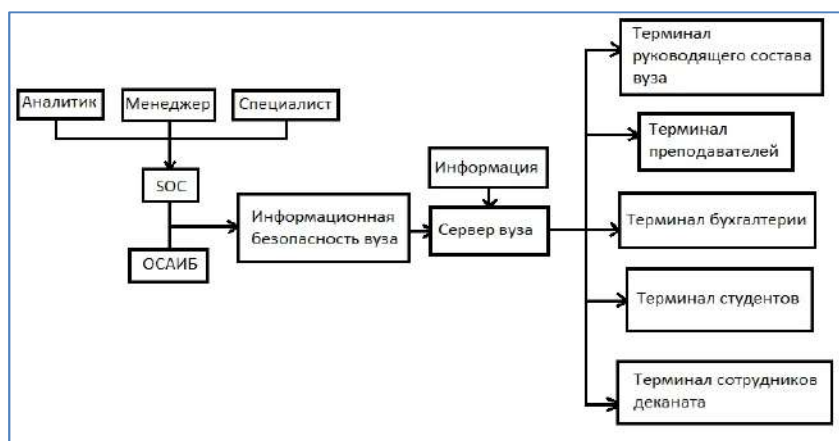 Аналитик
Менеджер
Специалист
SOC
ОСАИБ
Информационная
безопасность вуза
Информация
Сервер вуза
Терминал
руководящего состава
вуза
Терминал
преподавателей
Терминал бухгалтерии
Терминал студентов
Терминал сотрудников
деканата